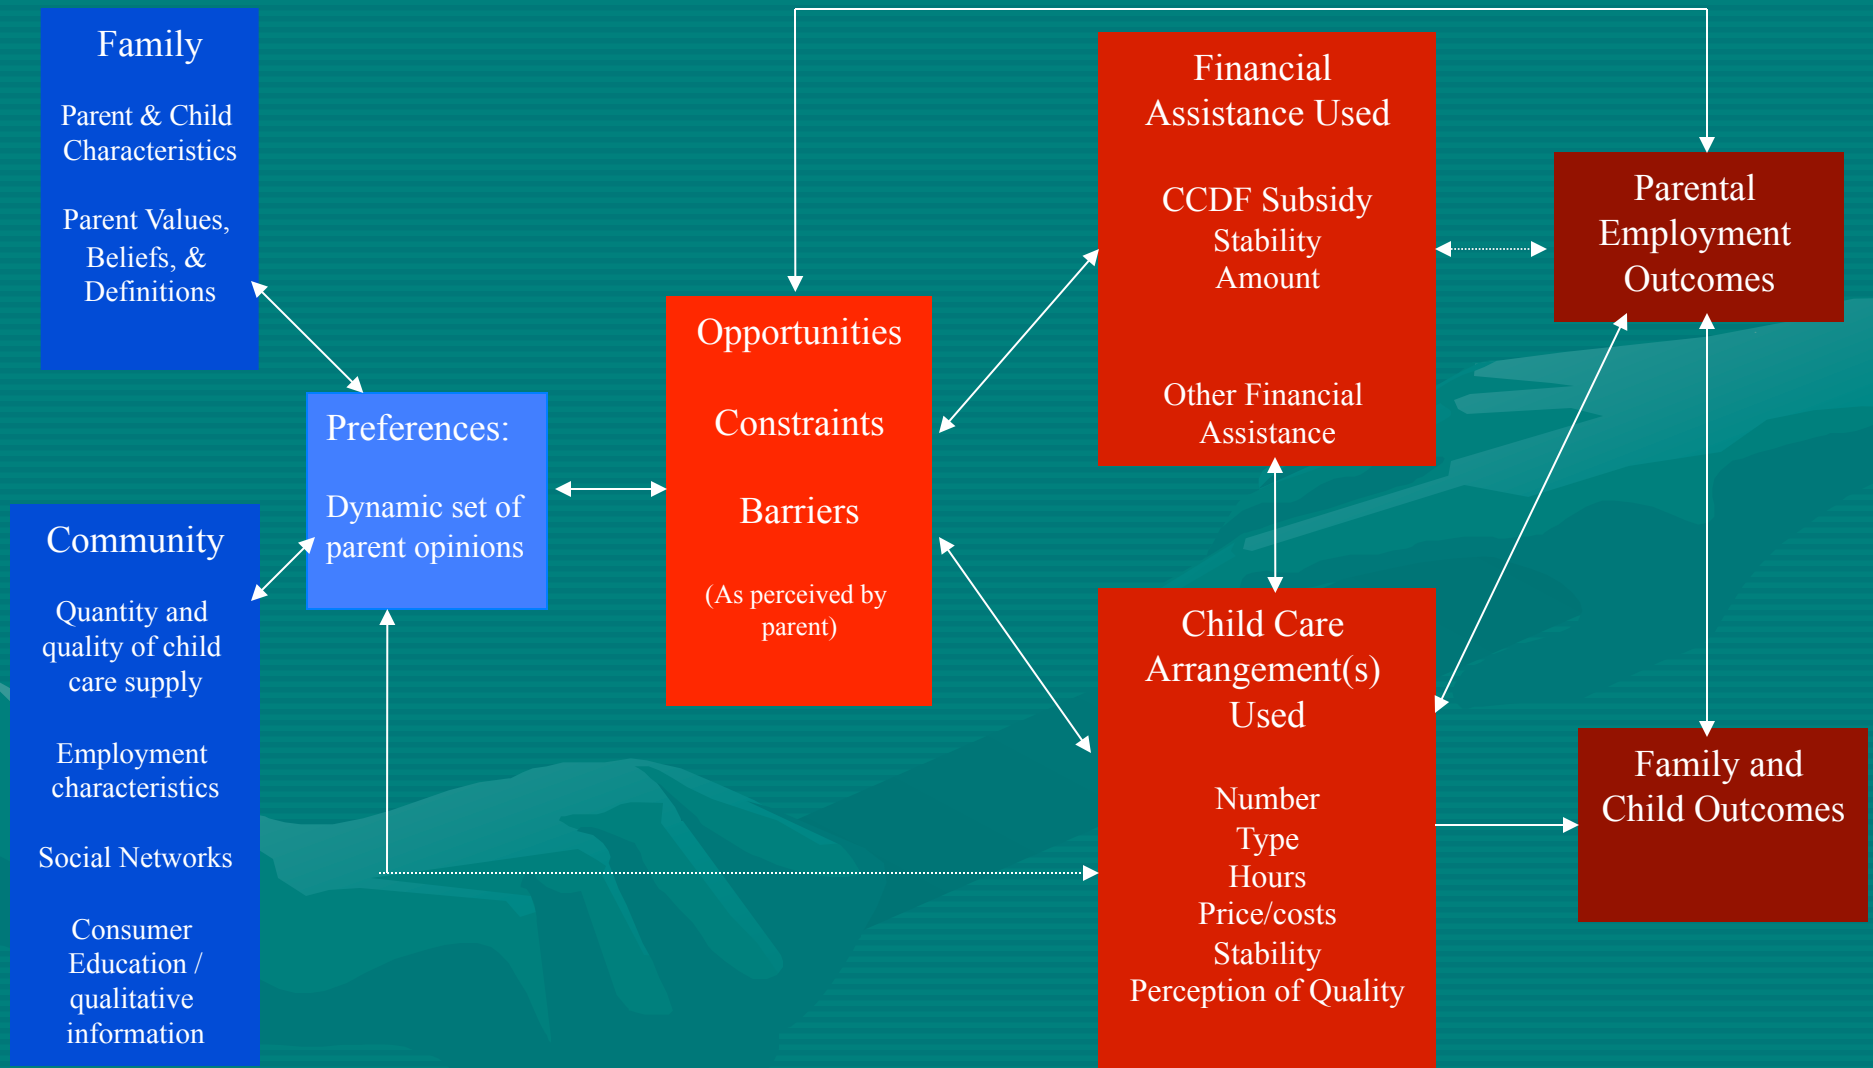 Family
Parent & Child
Characteristics
Parent Values,
Beliefs, &
Definitions
Community
Quantity and
quality of child
care supply
Employment
characteristics
Social Networks
Consumer
Education /
qualitative
information
Preferences:
Dynamic set of
parent opinions
Opportunities
Constraints
Barriers
(As perceived by
parent)
Financial
Assistance Used
CCDF Subsidy
Stability
Amount
Other Financial
Assistance
Child Care
Arrangement(s)
Used
Number
Type
Hours
Price/costs
Stability
Perception of Quality
Parental
Employment
Outcomes
Family and
Child Outcomes